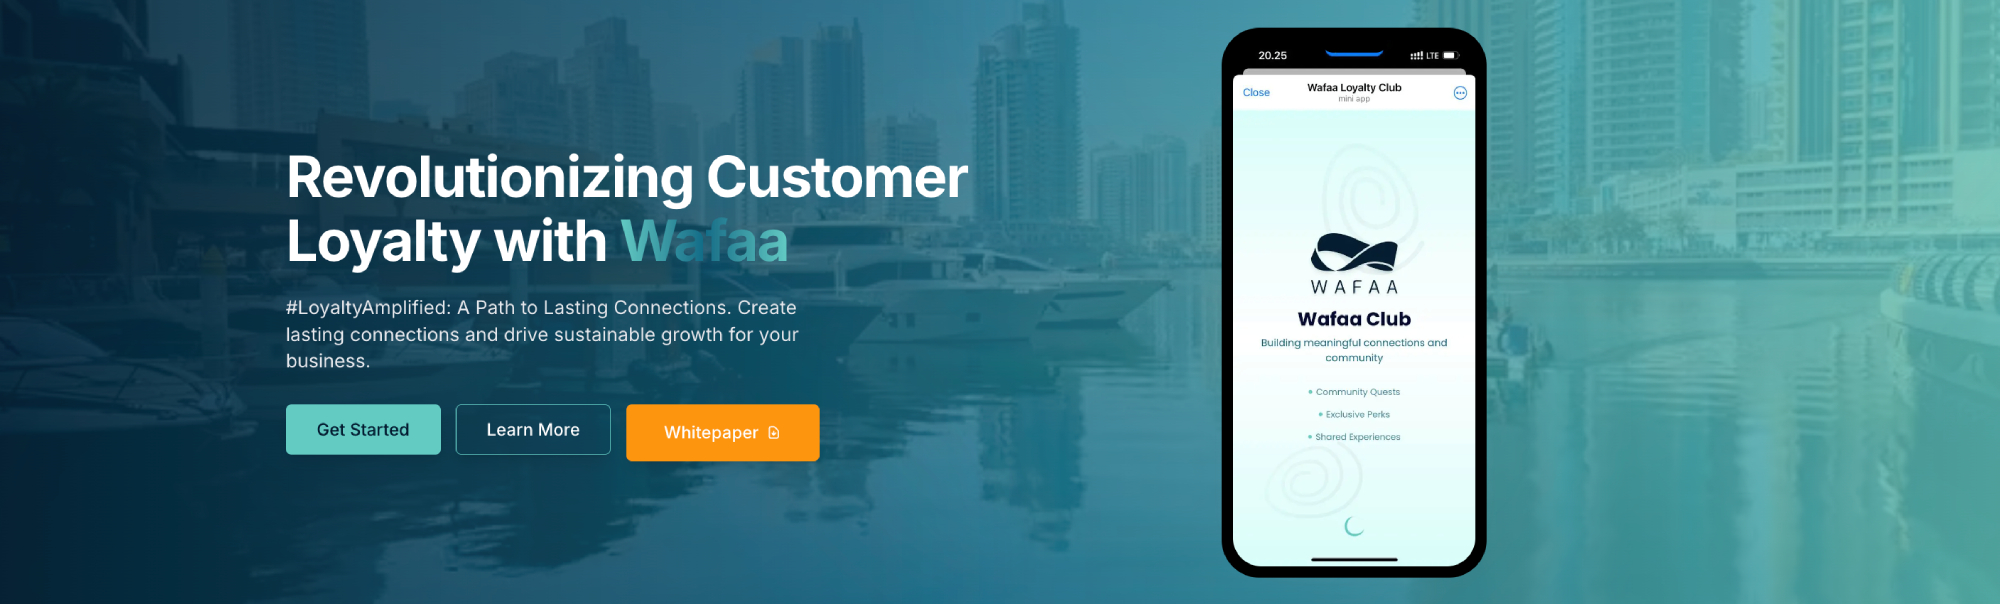 Revolutionizing Customer
Loyalty with Wafaa
#LoyaltyAmplified: A Path to Lasting Connections. Create
lasting connections and drive sustainable growth for your
business.
Get Started
Learn More
Whitepaper
20.25
LTE
Close
Wafaa Loyalty Club
mini app
WAFAA
Wafaa Club
Building meaningful connections and
community
• Community Quests
• Exclusive Perks
• Shared Experiences